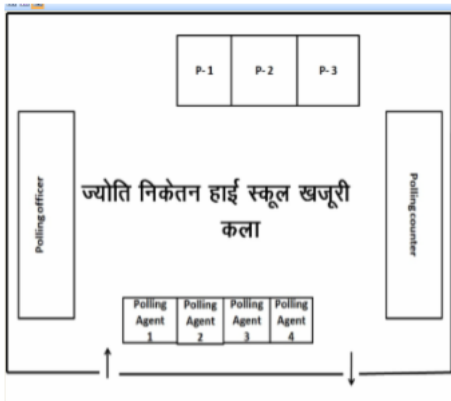 P-1 P-2 P-3
Polling officer
ज्योति निकेतन हाई स्कूल खजूरी
कला
Polling counter
Polling Polling Polling Polling
Agent Agent Agent Agent
1 2 3 4